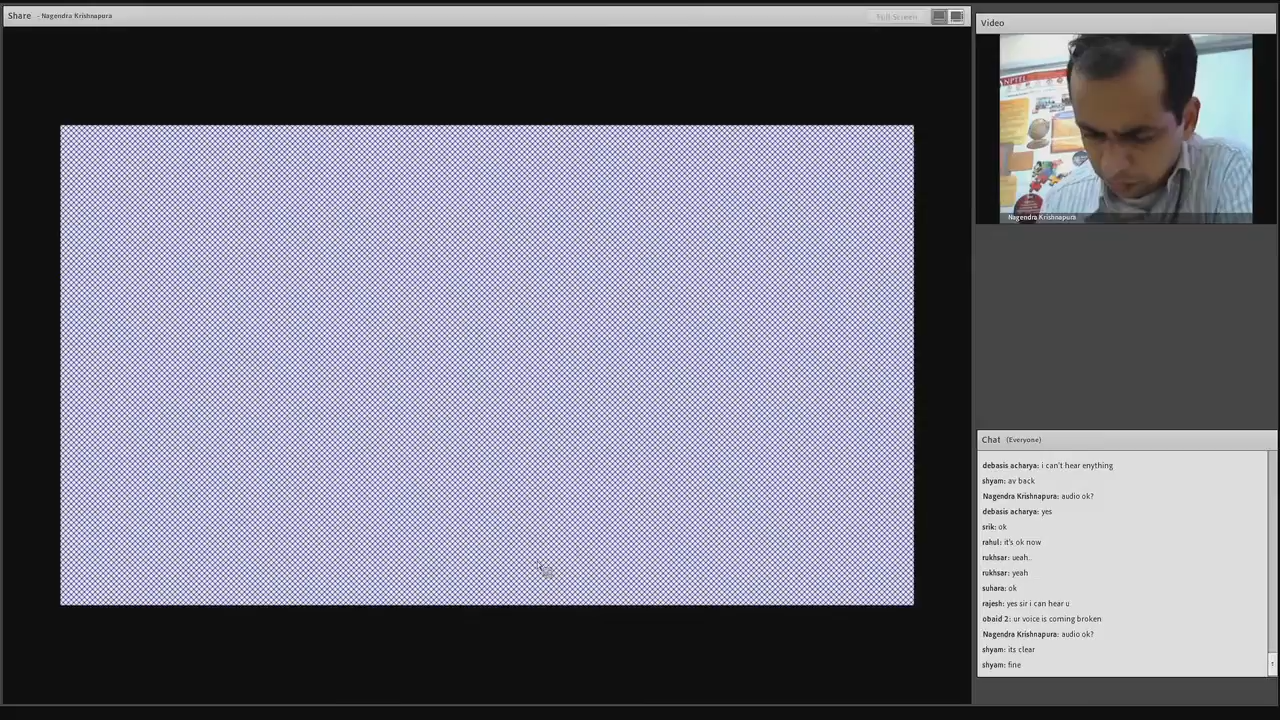 Share - Nagendra Krishnapura
Full Screen
Video
NPTEL
Nagendra Krishnapura
Chat (Everyone)
debasis acharya: i can't hear enything
shyam: av back
Nagendra Krishnapura: audio ok?
debasis acharya: yes
srik: ok
rahul: it's ok now
rukhsar: ueah..
rukhsar: yeah
suhara: ok
rajesh: yes sir i can hear u
obaid 2: ur voice is coming broken
Nagendra Krishnapura: audio ok?
shyam: its clear
shyam: fine